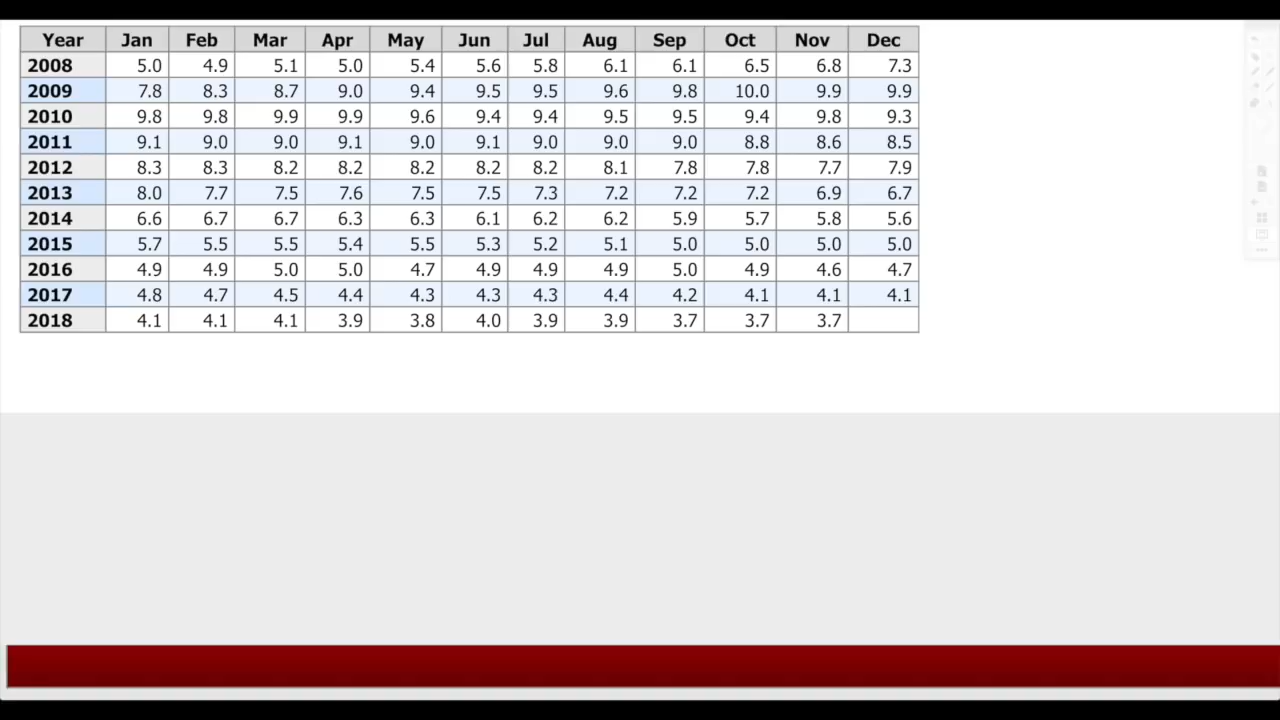 Year Jan Feb Mar Apr May Jun Jul Aug Sep Oct Nov Dec
2008 5.0 4.9 5.1 5.0 5.4 5.6 5.8 6.1 6.1 6.5 6.8 7.3
2009 7.8 8.3 8.7 9.0 9.4 9.5 9.5 9.6 9.8 10.0 9.9 9.9
2010 9.8 9.8 9.9 9.9 9.6 9.4 9.4 9.5 9.5 9.4 9.8 9.3
2011 9.1 9.0 9.0 9.1 9.0 9.1 9.0 9.0 9.0 8.8 8.6 8.5
2012 8.3 8.3 8.2 8.2 8.2 8.2 8.2 8.1 7.8 7.8 7.7 7.9
2013 8.0 7.7 7.5 7.6 7.5 7.5 7.3 7.2 7.2 7.2 6.9 6.7
2014 6.6 6.7 6.7 6.3 6.3 6.1 6.2 6.2 5.9 5.7 5.8 5.6
2015 5.7 5.5 5.5 5.4 5.5 5.3 5.2 5.1 5.0 5.0 5.0 5.0
2016 4.9 4.9 5.0 5.0 4.7 4.9 4.9 4.9 5.0 4.9 4.6 4.7
2017 4.8 4.7 4.5 4.4 4.3 4.3 4.3 4.4 4.2 4.1 4.1 4.1
2018 4.1 4.1 4.1 3.9 3.8 4.0 3.9 3.9 3.7 3.7 3.7